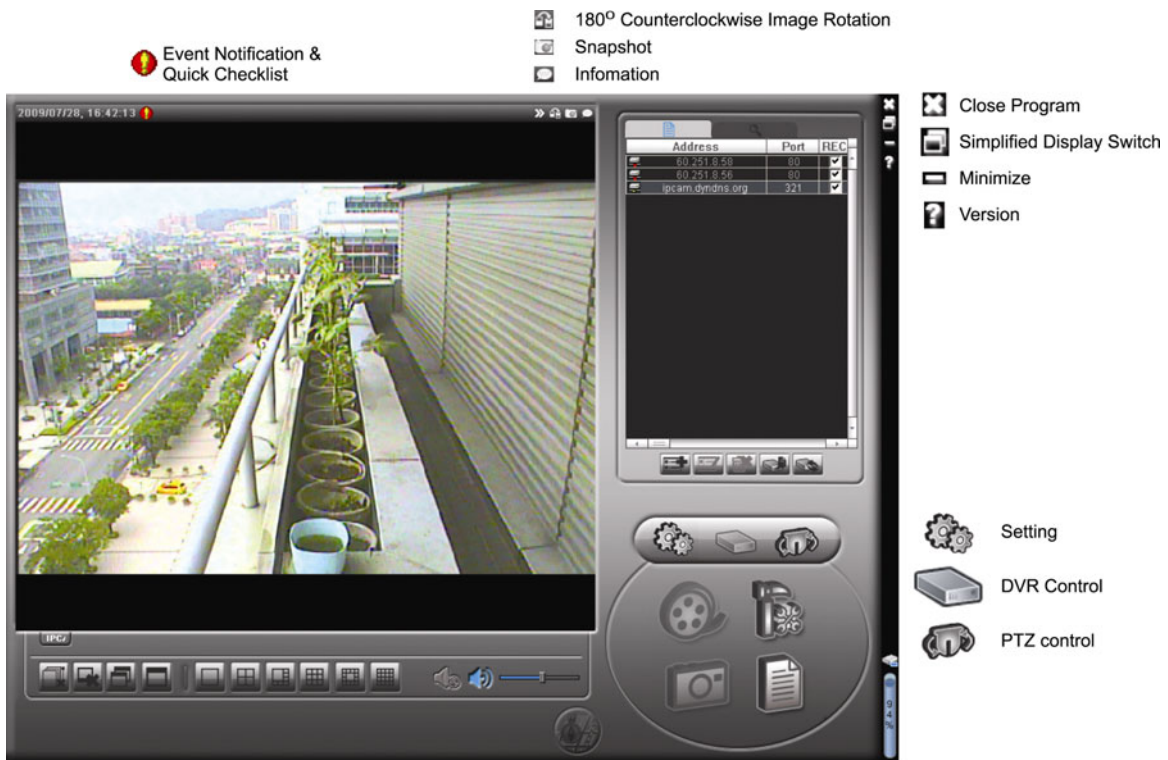 180⁰ Counterclockwise Image Rotation
Snapshot
Infomation
Event Notification &
Quick Checklist
2009/07/28, 16:42:13
Address Port REC
60.251.8.58 80
60.251.8.56 80
ipcam.dyndns.org 321
Close Program
Simplified Display Switch
Minimize
Version
Setting
DVR Control
PTZ control
94%